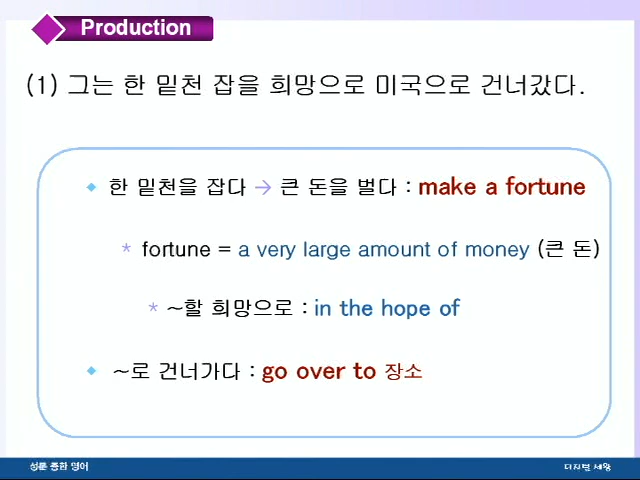 Production
(1) 그는 한 밑천 잡을 희망으로 미국으로 건너갔다.
한 밑천을 잡다 → 큰 돈을 벌다 : make a fortune
* fortune = a very large amount of money (큰 돈)
* ~할 희망으로 : in the hope of
~로 건너가다 : go over to 장소
성문 종합 영어
디지털 세왕